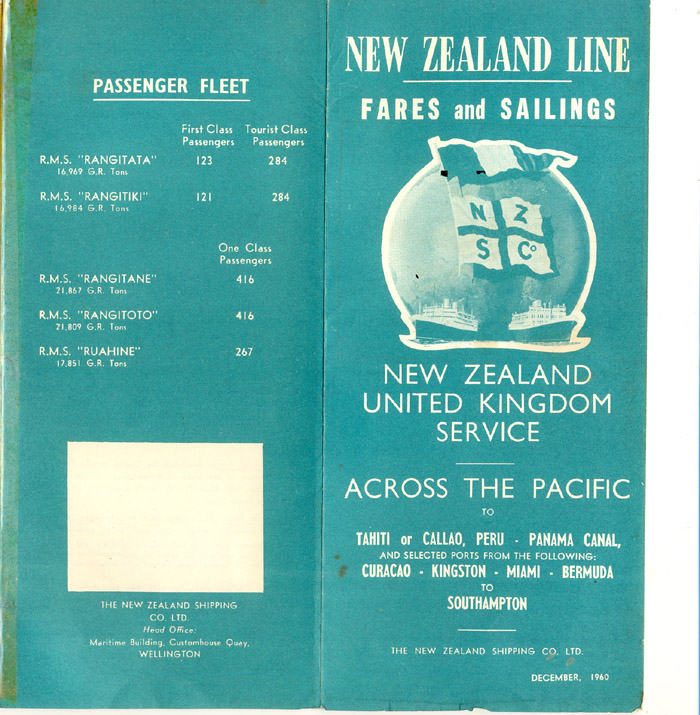 PASSENGER FLEET
First Class Tourist Class
Passengers Passengers
R.M.S. "RANGITATA" 123 284
16,969 G.R. Tons
R.M.S. "RANGITIKI" 121 284
16,984 G.R. Tons
One Class
Passengers
R.M.S. "RANGITANE" 416
21,867 G.R. Tons
R.M.S. "RANGITOTO" 416
21,809 G.R. Tons
R.M.S. "RUAHINE" 267
17,851 G.R. Tons
THE NEW ZEALAND SHIPPING
CO. LTD.
Head Office:
Maritime Building, Customhouse Quay,
WELLINGTON
NEW ZEALAND LINE
FARES and SAILINGS
N Z
S Co
NEW ZEALAND
UNITED KINGDOM
SERVICE
ACROSS THE PACIFIC
TO
TAHITI or CALLAO, PERU - PANAMA CANAL,
AND SELECTED PORTS FROM THE FOLLOWING:
CURACAO - KINGSTON - MIAMI - BERMUDA
TO
SOUTHAMPTON
THE NEW ZEALAND SHIPPING CO. LTD.
DECEMBER, 1960